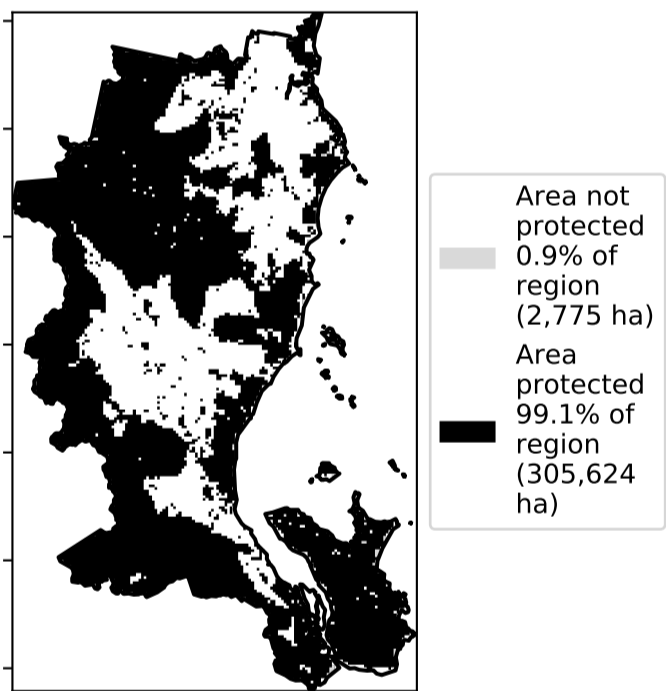 Area not
protected
0.9% of
region
(2,775 ha)
Area
protected
99.1% of
region
(305,624
ha)